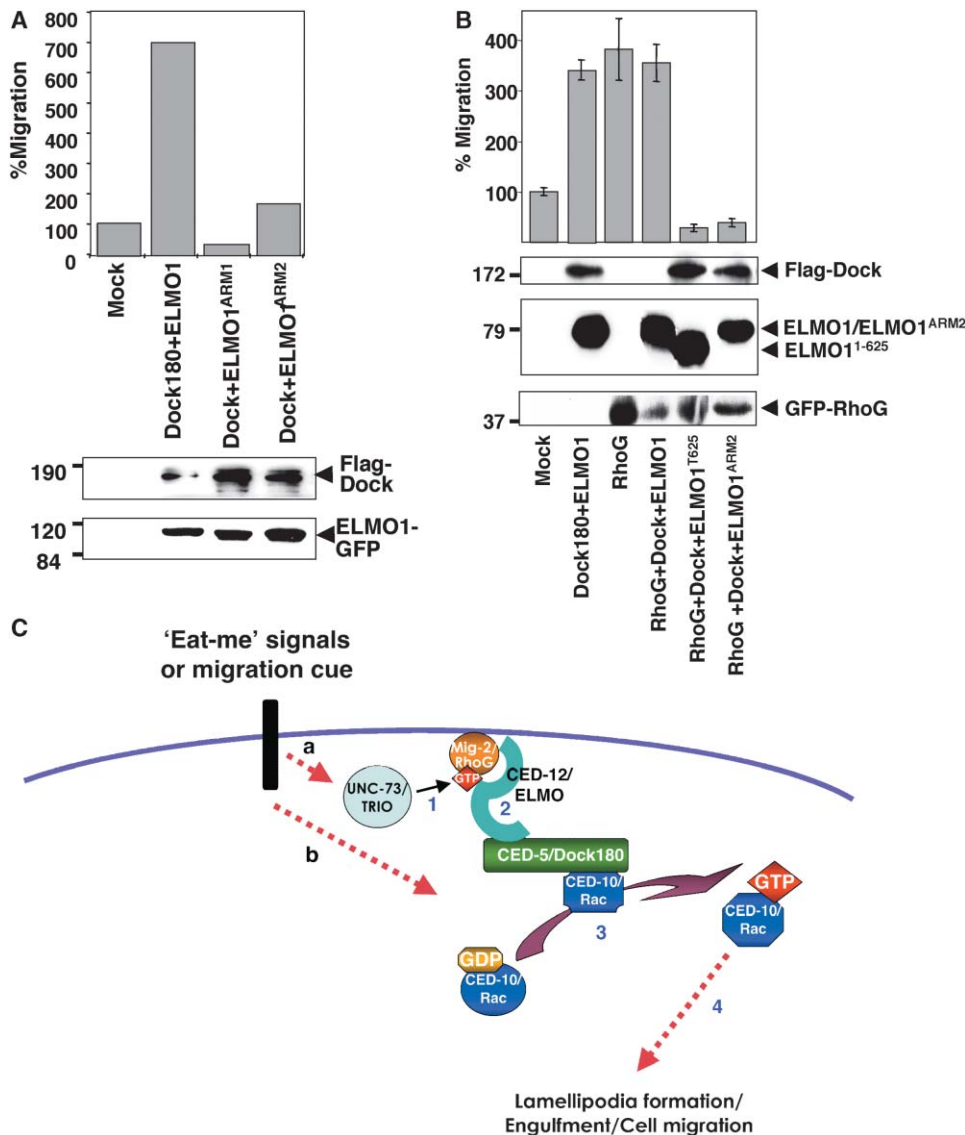 A
800
700
600
500
400
300
200
100
0
%Migration
Mock
Dock180+ELMO1
Dock+ELMO1ᴬᴿᴹ¹
Dock+ELMO1ᴬᴿᴹ²
190
Flag-
Dock
120
84
ELMO1-
GFP
B
400
300
200
100
% Migration
172
Flag-Dock
79
ELMO1/ELMO1ᴬᴿᴹ²
ELMO1¹⁻⁶²⁵
37
GFP-RhoG
Mock
Dock180+ELMO1
RhoG
RhoG+Dock+ELMO1
RhoG+Dock+ELMO1ᵀ⁶²⁵
RhoG +Dock+ELMO1ᴬᴿᴹ²
C
‘Eat-me’ signals
or migration cue
a
b
UNC-73/
TRIO
1
Mig-2/
RhoG
GTP
2
CED-12/
ELMO
CED-5/Dock180
CED-10/
Rac
3
GDP
CED-10/
Rac
GTP
CED-10/
Rac
4
Lamellipodia formation/
Engulfment/Cell migration